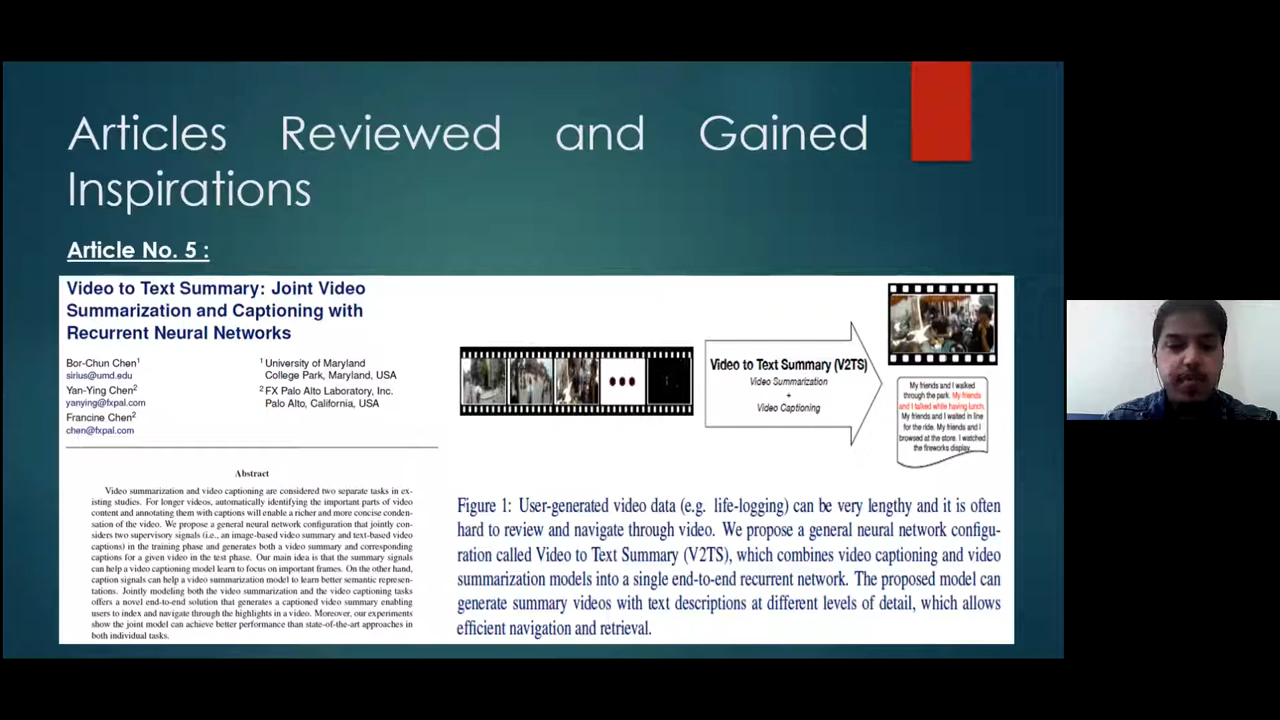 Articles Reviewed and Gained
Inspirations
Article No. 5 :
Video to Text Summary: Joint Video
Summarization and Captioning with
Recurrent Neural Networks
Bor-Chun Chen1
sirius@umd.edu
Yan-Ying Chen2
yanying@fxpal.com
Francine Chen2
chen@fxpal.com
1 University of Maryland
College Park, Maryland, USA
2 FX Palo Alto Laboratory, Inc.
Palo Alto, California, USA
Abstract
Video summarization and video captioning are considered two separate tasks in ex-
isting studies. For longer videos, automatically identifying the important parts of video
content and annotating them with captions will enable a richer and more concise conden-
sation of the video. We propose a general neural network configuration that jointly con-
siders two supervisory signals (i.e., an image-based video summary and text-based video
captions) in the training phase and generates both a video summary and corresponding
captions for a given video in the test phase. Our main idea is that the summary signals
can help a video captioning model learn to focus on important frames. On the other hand,
caption signals can help a video summarization model to learn better semantic represen-
tations. Jointly modeling both the video summarization and the video captioning tasks
offers a novel end-to-end solution that generates a captioned video summary enabling
users to index and navigate through the highlights in a video. Moreover, our experiments
show the joint model can achieve better performance than state-of-the-art approaches in
both individual tasks.
Video to Text Summary (V2TS)
Video Summarization
+
Video Captioning
My friends and I walked
through the park. My friends
and I talked while having lunch.
My friends and I waited in line
for the ride. My friends and I
browsed at the store. I watched
the fireworks display.
Figure 1: User-generated video data (e.g. life-logging) can be very lengthy and it is often
hard to review and navigate through video. We propose a general neural network configu-
ration called Video to Text Summary (V2TS), which combines video captioning and video
summarization models into a single end-to-end recurrent network. The proposed model can
generate summary videos with text descriptions at different levels of detail, which allows
efficient navigation and retrieval.